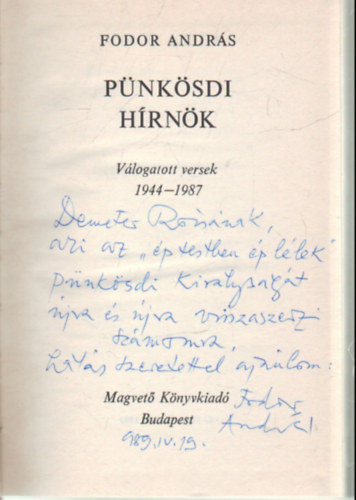 FODOR ANDRÁS
PÜNKÖSDI
HÍRNÖK
Válogatott versek
1944–1987
Demeter Rózsának,
aki az „ép testben ép lélek”
pünkösdi királyságát
újra és újra visszaszerzi
számomra,
hálás szeretettel ajánlom:
Magvető Könyvkiadó
Fodor
Budapest
András
989.IV.19.